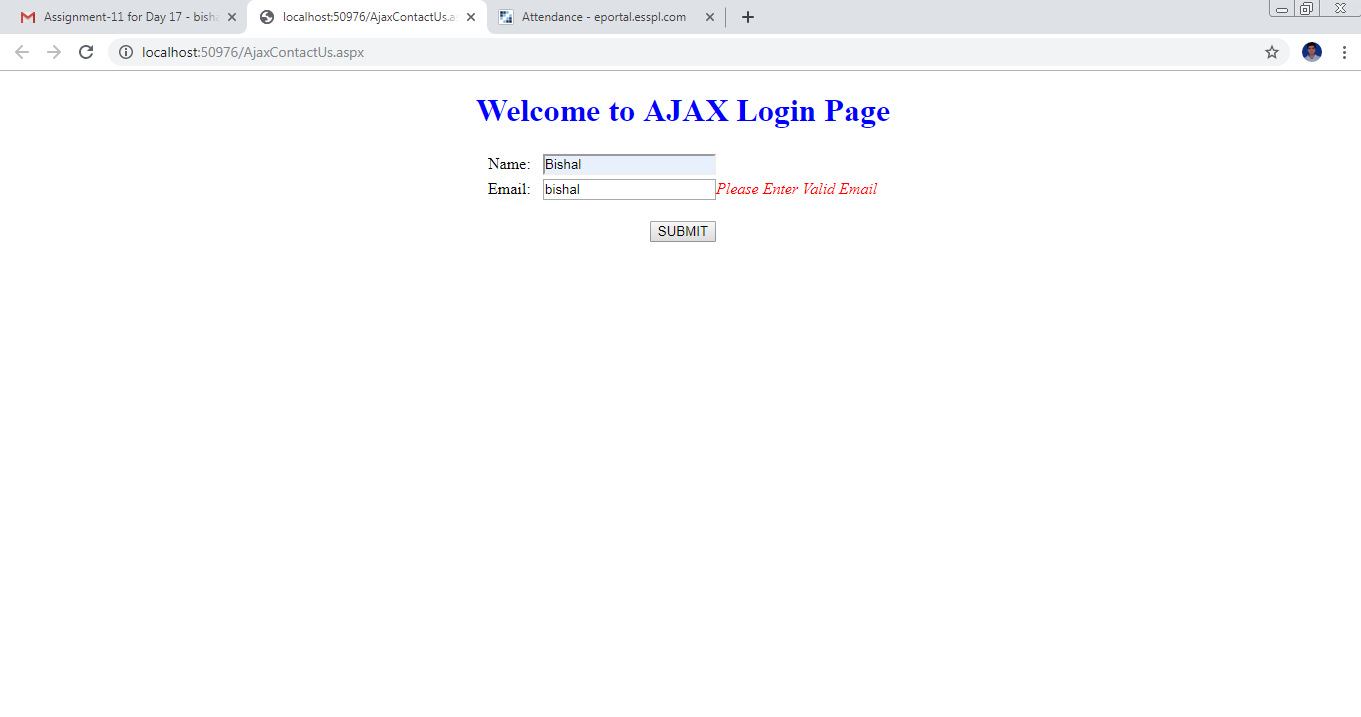 Assignment-11 for Day 17 - bish
localhost:50976/AjaxContactUs.a
Attendance - eportal.esspl.com
localhost:50976/AjaxContactUs.aspx
Welcome to AJAX Login Page
Name: Bishal
Email: bishal Please Enter Valid Email
SUBMIT